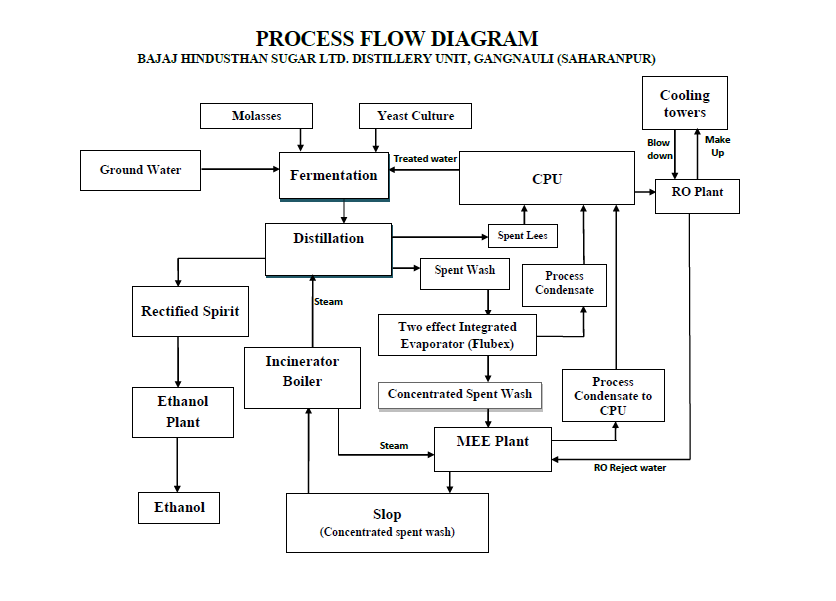 PROCESS FLOW DIAGRAM
BAJAJ HINDUSTHAN SUGAR LTD. DISTILLERY UNIT, GANGNAULI (SAHARANPUR)
Cooling
towers
Molasses
Yeast Culture
Blow
down
Make
Up
Ground Water
Fermentation
Treated water
CPU
RO Plant
Distillation
Spent Lees
Spent Wash
Process
Condensate
Steam
Rectified Spirit
Two effect Integrated
Evaporator (Flubex)
Incinerator
Boiler
Ethanol
Plant
Concentrated Spent Wash
Process
Condensate to
CPU
Steam
MEE Plant
RO Reject water
Ethanol
Slop
(Concentrated spent wash)